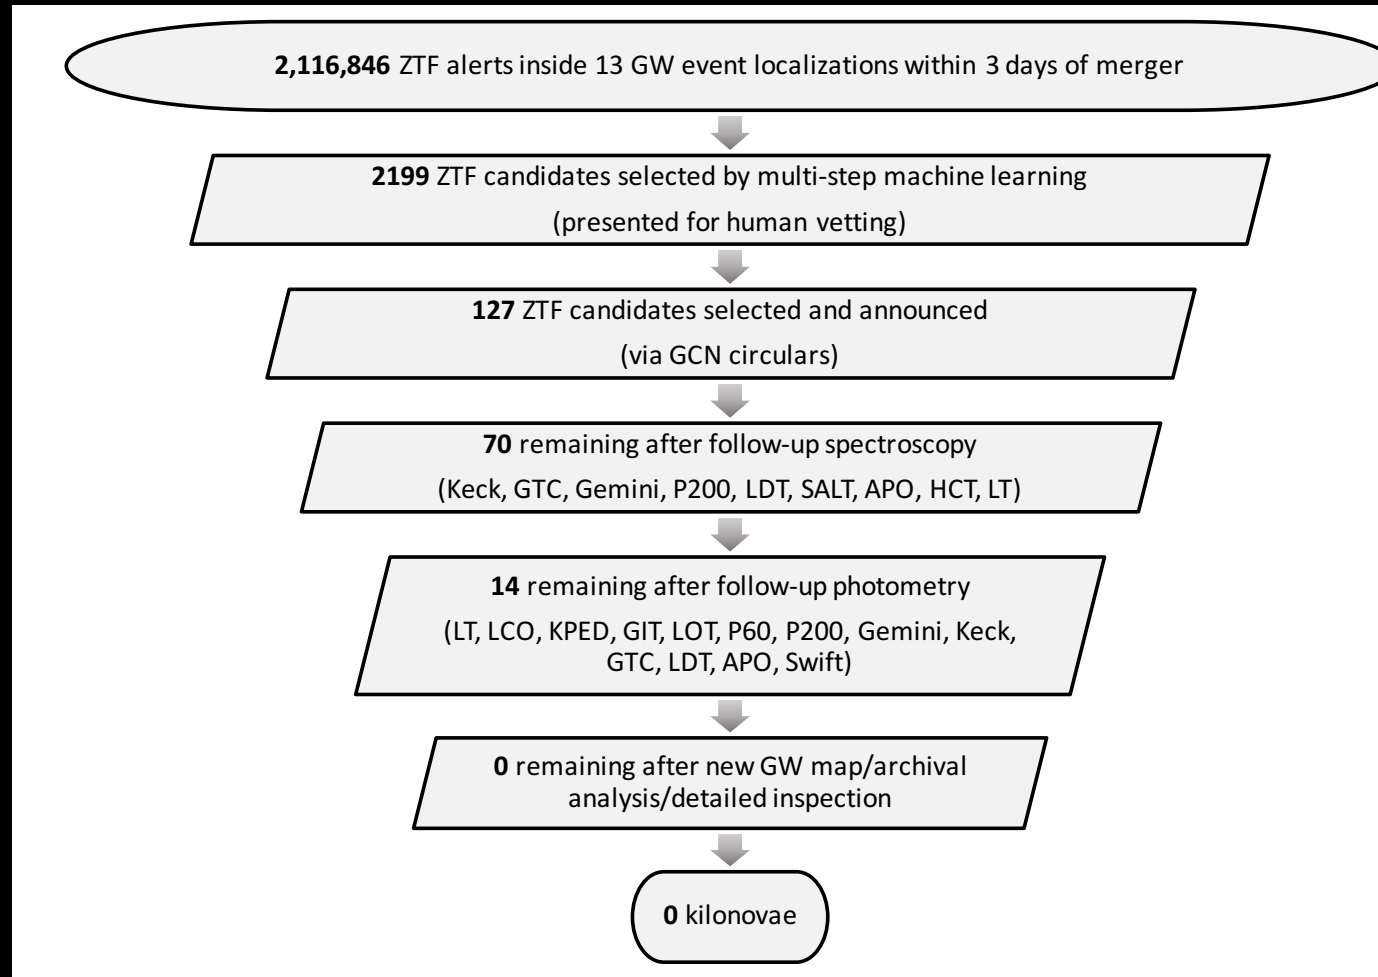 2,116,846 ZTF alerts inside 13 GW event localizations within 3 days of merger
2199 ZTF candidates selected by multi-step machine learning
(presented for human vetting)
127 ZTF candidates selected and announced
(via GCN circulars)
70 remaining after follow-up spectroscopy
(Keck, GTC, Gemini, P200, LDT, SALT, APO, HCT, LT)
14 remaining after follow-up photometry
(LT, LCO, KPED, GIT, LOT, P60, P200, Gemini, Keck,
GTC, LDT, APO, Swift)
0 remaining after new GW map/archival
analysis/detailed inspection
0 kilonovae